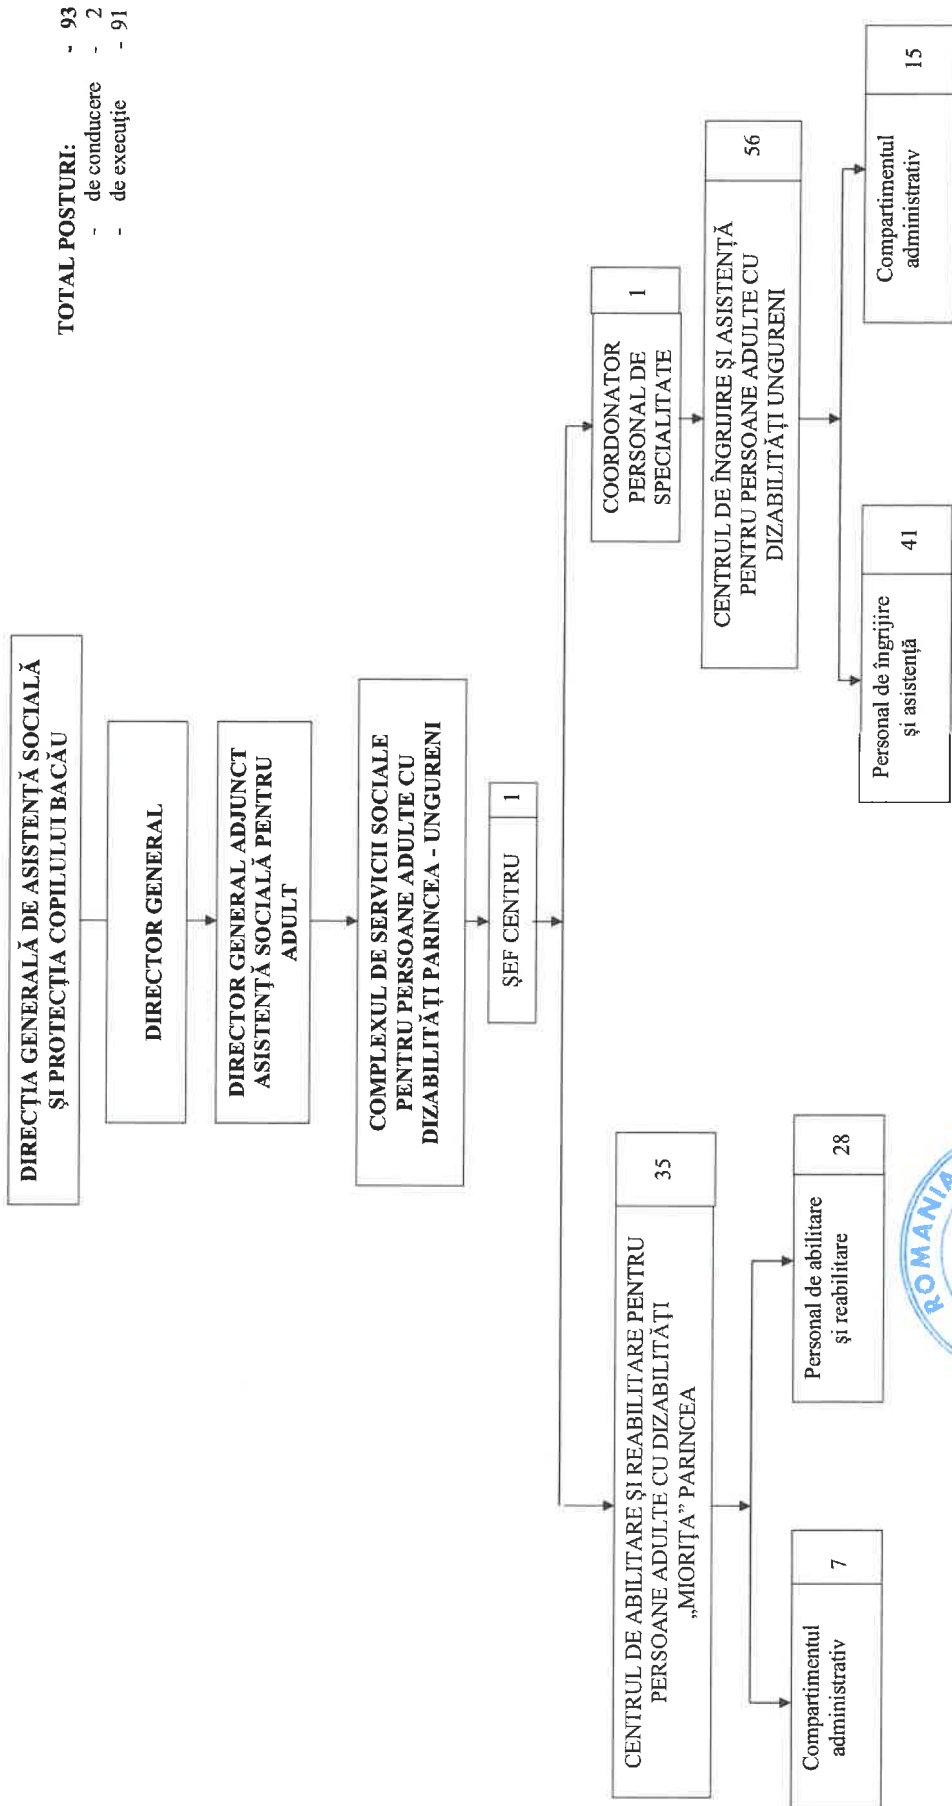 TOTAL POSTURI: - 93
- de conducere - 2
- de execuție - 91
DIRECȚIA GENERALĂ DE ASISTENȚĂ SOCIALĂ
ȘI PROTECȚIA COPILULUI BACĂU
DIRECTOR GENERAL
DIRECTOR GENERAL ADJUNCT
ASISTENȚĂ SOCIALĂ PENTRU
ADULT
COMPLEXUL DE SERVICII SOCIALE
PENTRU PERSOANE ADULTE CU
DIZABILITĂȚI PARINCEA - UNGURENI
ȘEF CENTRU
1
CENTRUL DE ABILITARE ȘI REABILITARE PENTRU
PERSOANE ADULTE CU DIZABILITĂȚI
„MIORIȚA” PARINCEA
35
Compartimentul
administrativ
7
Personal de abilitare
și reabilitare
28
COORDONATOR
PERSONAL DE
SPECIALITATE
1
CENTRUL DE ÎNGRIJIRE ȘI ASISTENȚĂ
PENTRU PERSOANE ADULTE CU
DIZABILITĂȚI UNGURENI
56
Personal de îngrijire
și asistență
41
Compartimentul
administrativ
15
ROMANIA